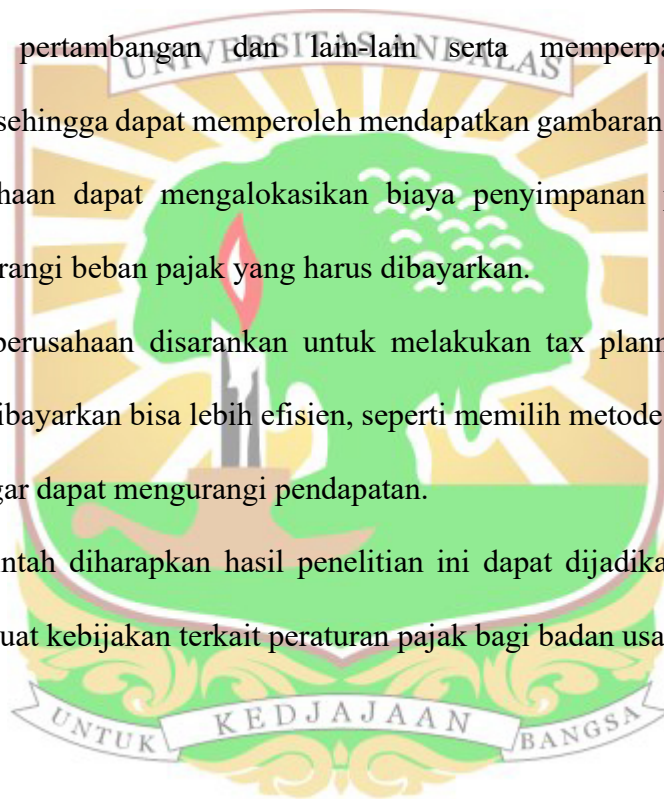 UNIVERSITAS ANDALAS
pertambangan dan lain-lain serta memperpa
sehingga dapat memperoleh mendapatkan gambaran
haan dapat mengalokasikan biaya penyimpanan
rangi beban pajak yang harus dibayarkan.
perusahaan disarankan untuk melakukan tax plann
ibayarkan bisa lebih efisien, seperti memilih metode
gar dapat mengurangi pendapatan.
ntah diharapkan hasil penelitian ini dapat dijadika
uat kebijakan terkait peraturan pajak bagi badan usa
UNTUK KEDJAJAAN BANGSA